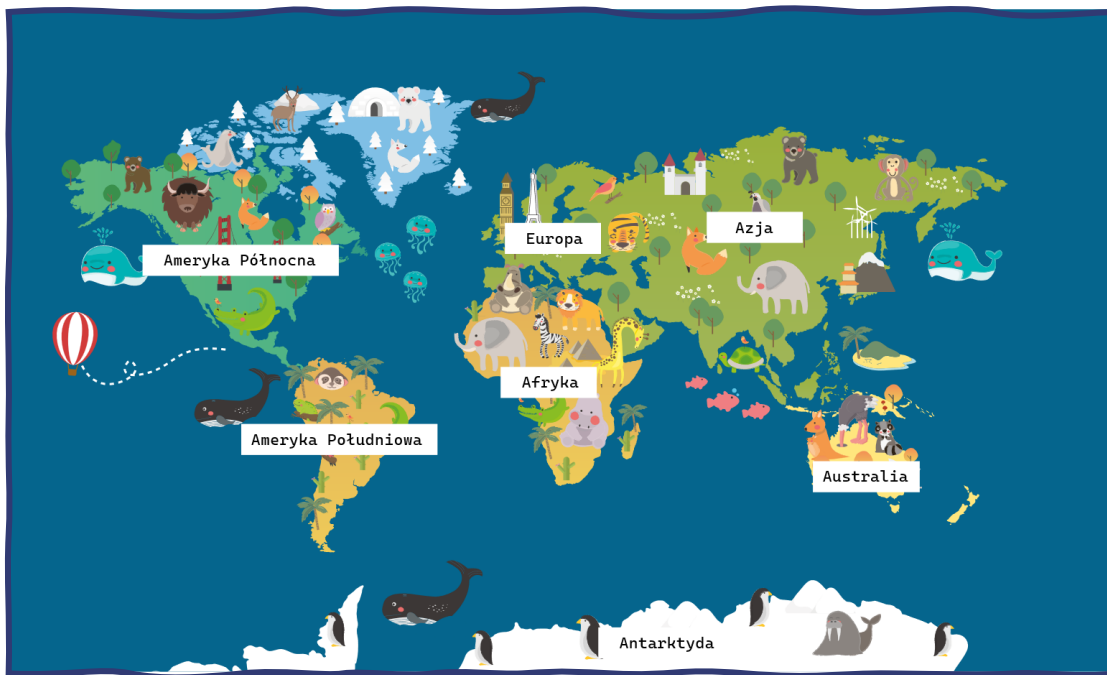 Europa
Azja
Ameryka Północna
Afryka
Ameryka Południowa
Australia
Antarktyda